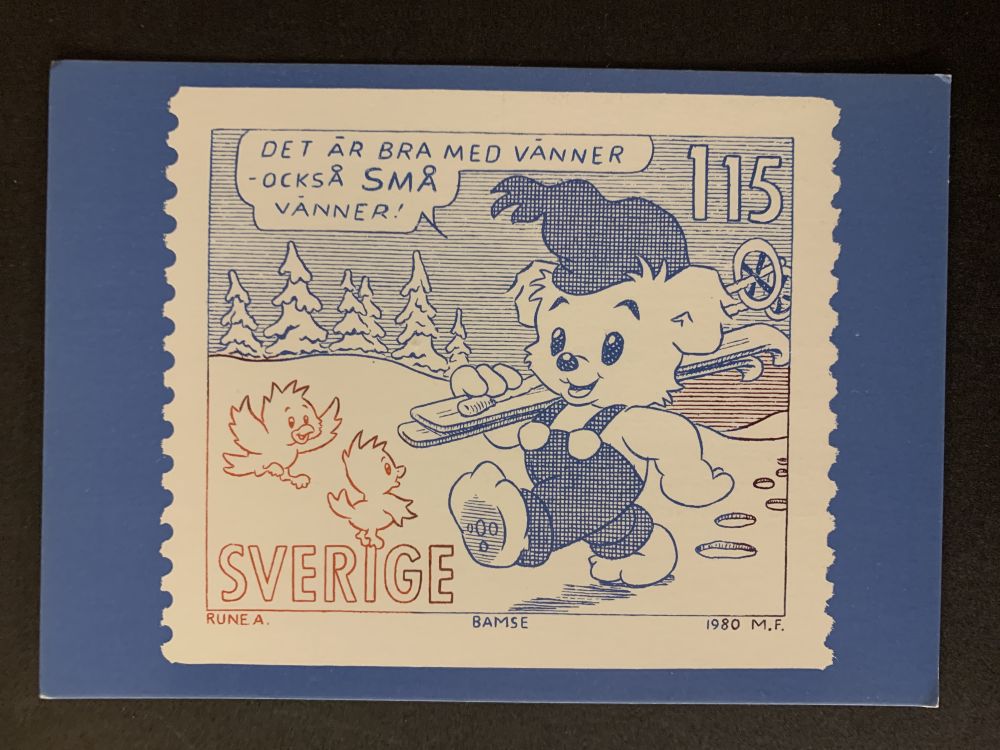 DET ÄR BRA MED VÄNNER
-OCKSÅ SMÅ
VÄNNER!
115
SVERIGE
RUNE A.
BAMSE
1980 M.F.